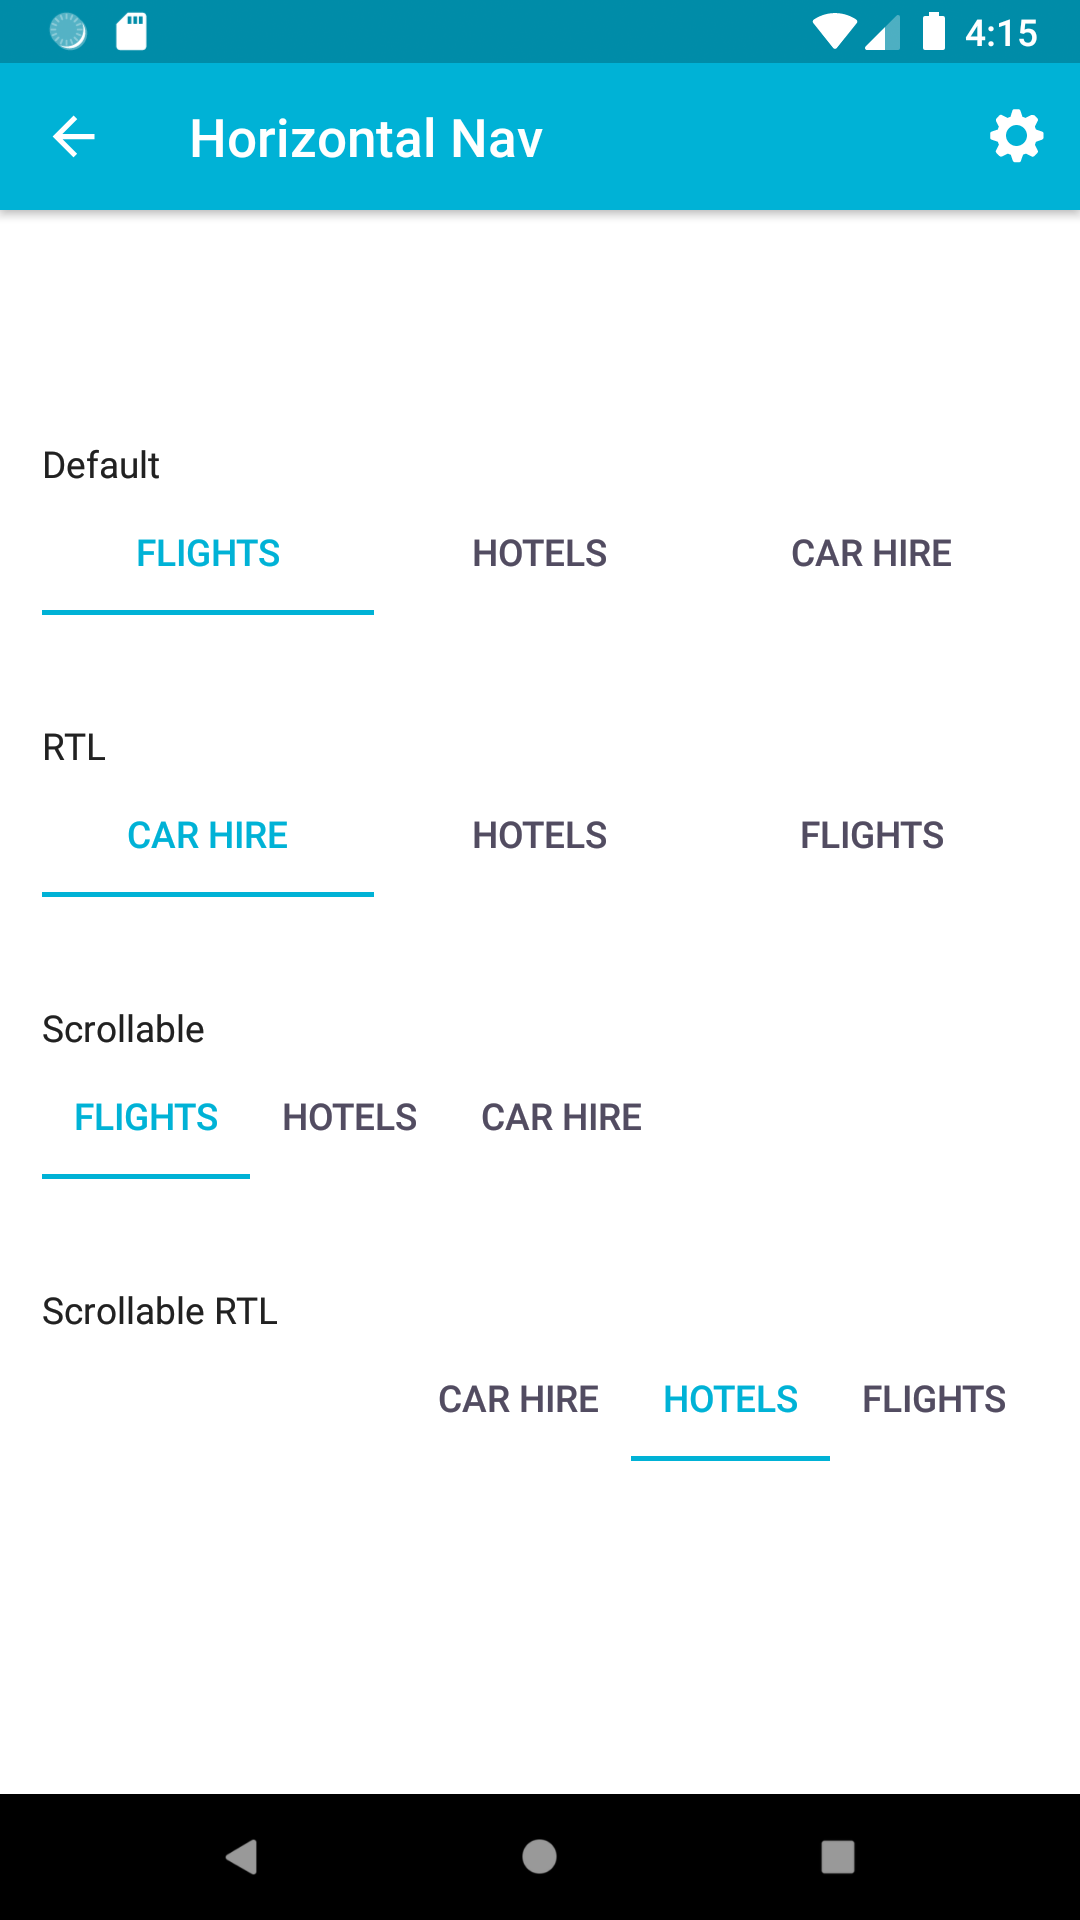 4:15
Horizontal Nav
Default
FLIGHTS HOTELS CAR HIRE
RTL
CAR HIRE HOTELS FLIGHTS
Scrollable
FLIGHTS HOTELS CAR HIRE
Scrollable RTL
CAR HIRE HOTELS FLIGHTS